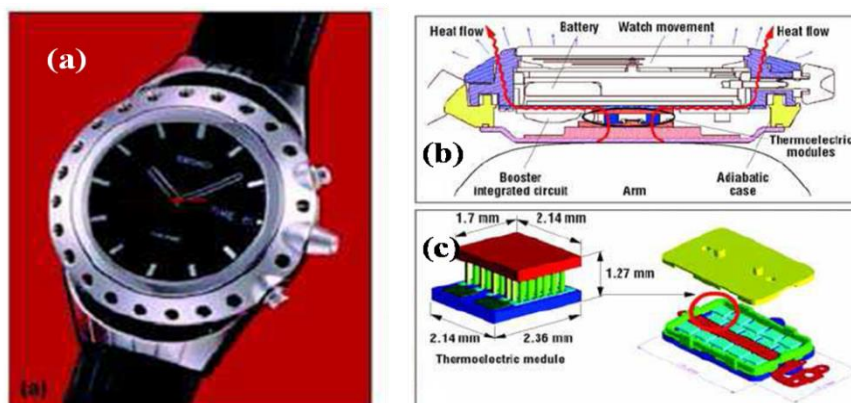 (a)
SEIKO
(a)
Heat flow
Battery
Watch movement
Heat flow
(b)
Thermoelectric
modules
Booster
integrated circuit
Arm
Adiabatic
case
(c)
1.7 mm
2.14 mm
1.27 mm
2.14 mm
2.36 mm
Thermoelectric module